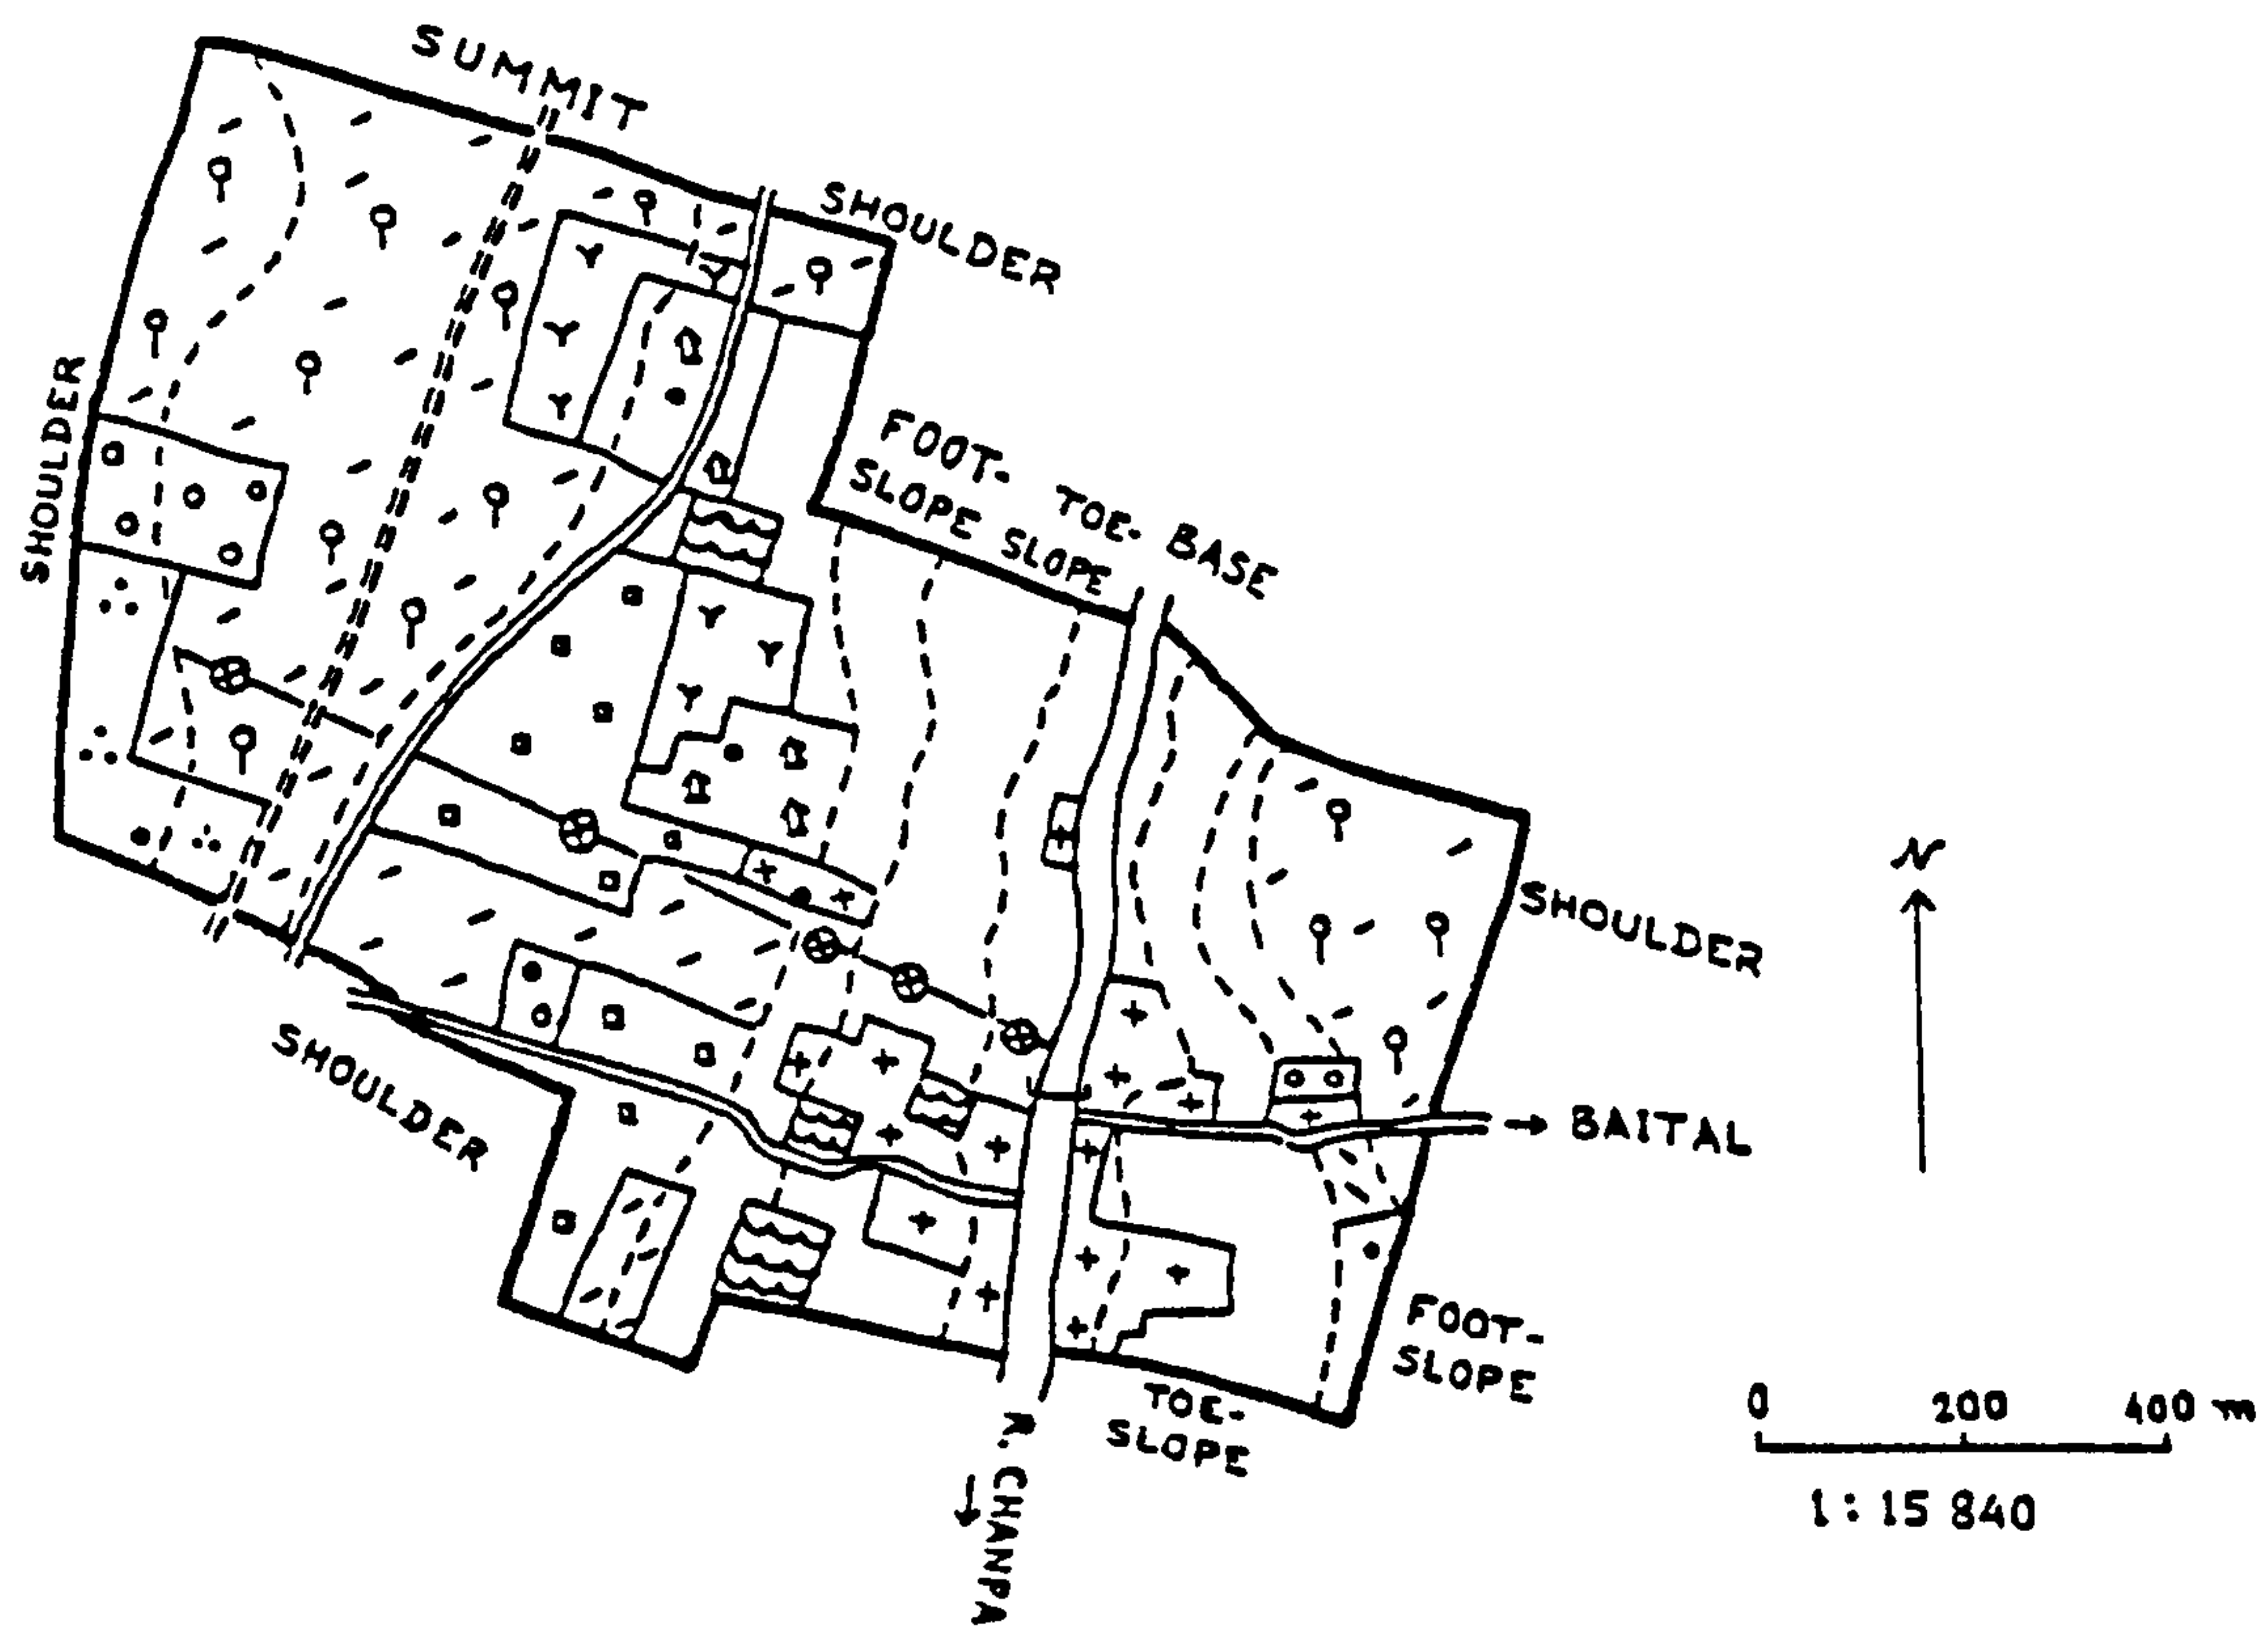 SUMMIT
SHOULDER
SHOULDER
FOOT-
SLOPE
TOE-
SLOPE
BASE
N
SHOULDER
SHOULDER
→ BAITAL
FOOT-
SLOPE
TOE-
SLOPE
R. CHANPA
0 200 400 m
1:15 840